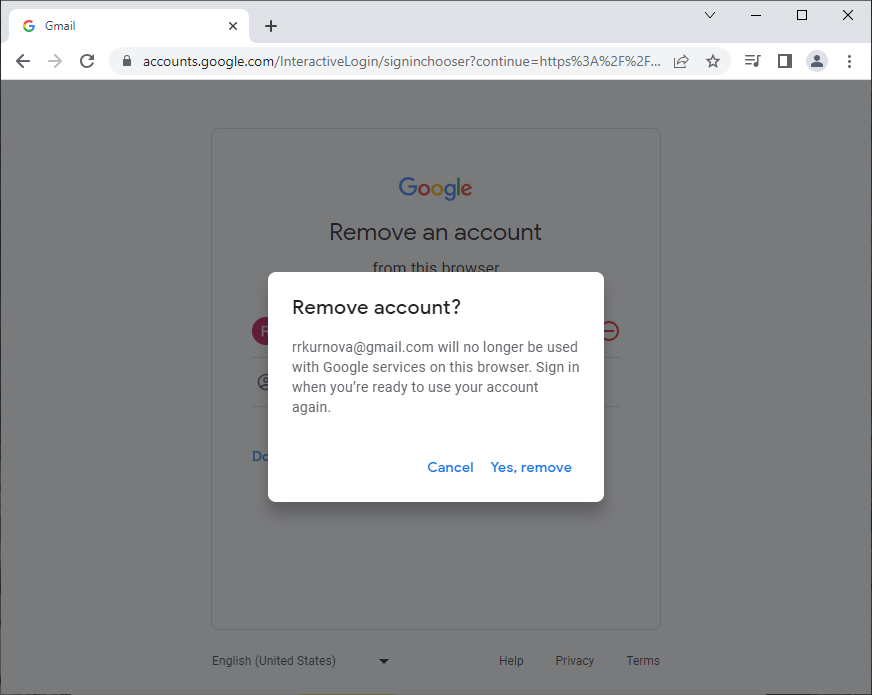 Gmail
accounts.google.com/InteractiveLogin/signinchooser?continue=https%3A%2F%2F...
Google
Remove an account
from this browser
Remove account?
rrkurnova@gmail.com will no longer be used
with Google services on this browser. Sign in
when you’re ready to use your account
again.
Cancel Yes, remove
English (United States) Help Privacy Terms